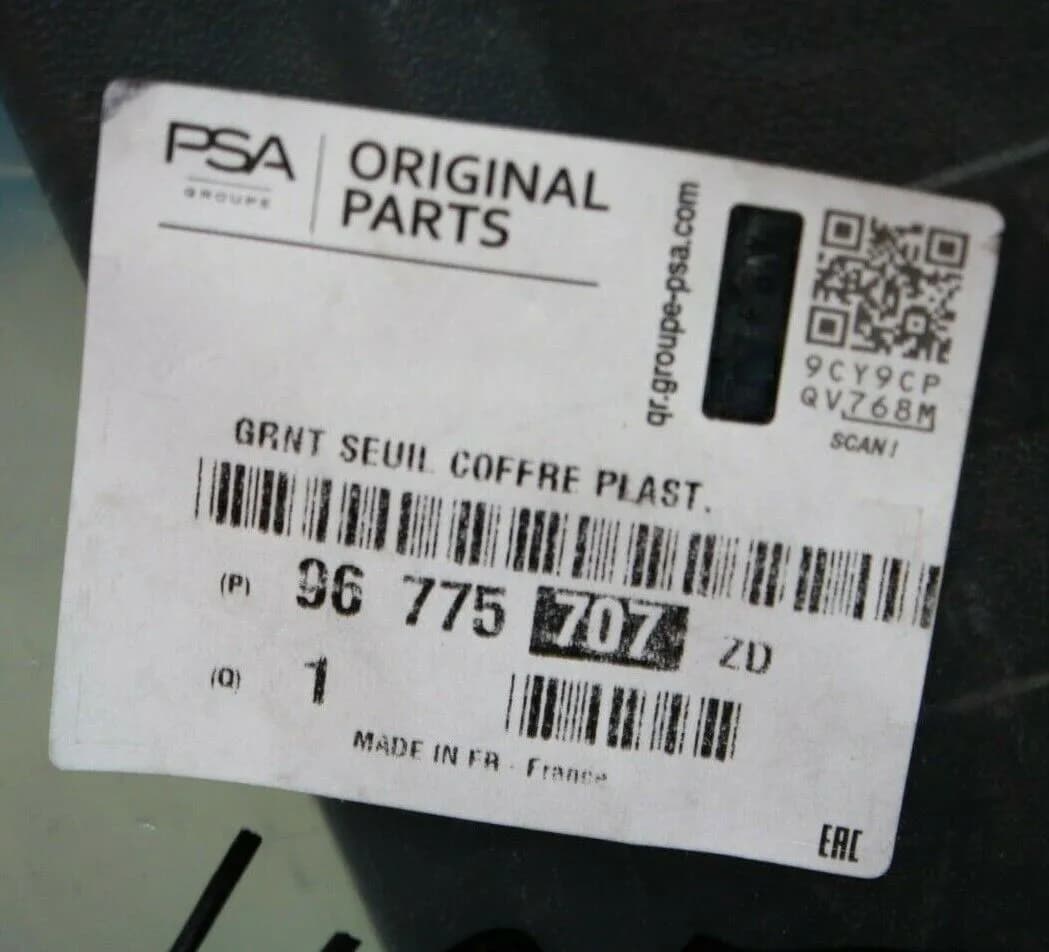 PSA
GROUPE
ORIGINAL
PARTS
qr.groupe-psa.com
9CY9CP
QV768M
SCAN!
GRNT SEUIL COFFRE PLAST.
(P) 96 775 707 ZD
(Q) 1
MADE IN FR - France
EAC